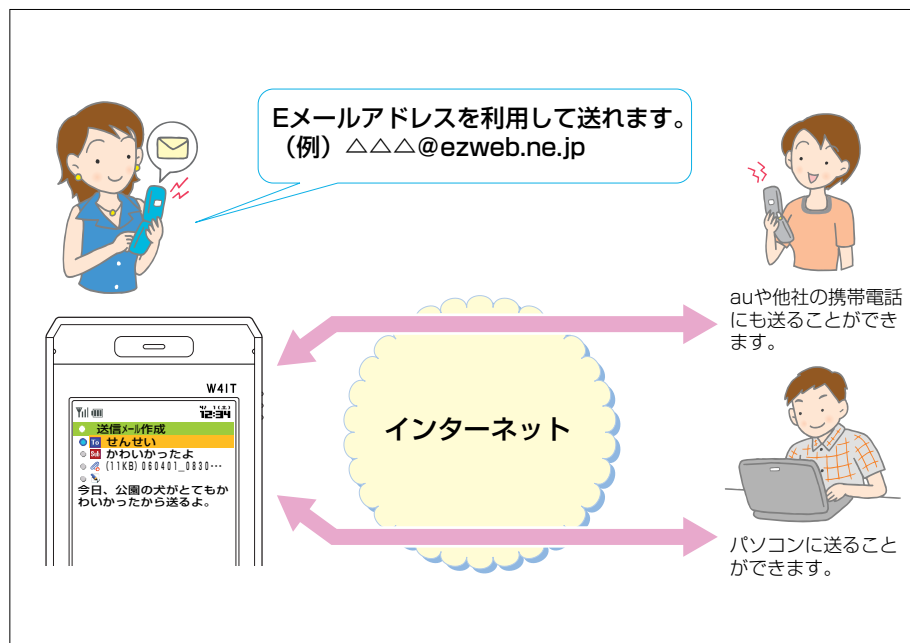 Eメールアドレスを利用して送れます。
（例）△△△@ezweb.ne.jp
auや他社の携帯電話
にも送ることができ
ます。
W41T
4/ 1(土)
12:34
送信メール作成
To せんせい
Sub かわいかったよ
(11KB)060401_0830…
今日、公園の犬がとてもか
わいかったから送るよ。
インターネット
パソコンに送ること
ができます。